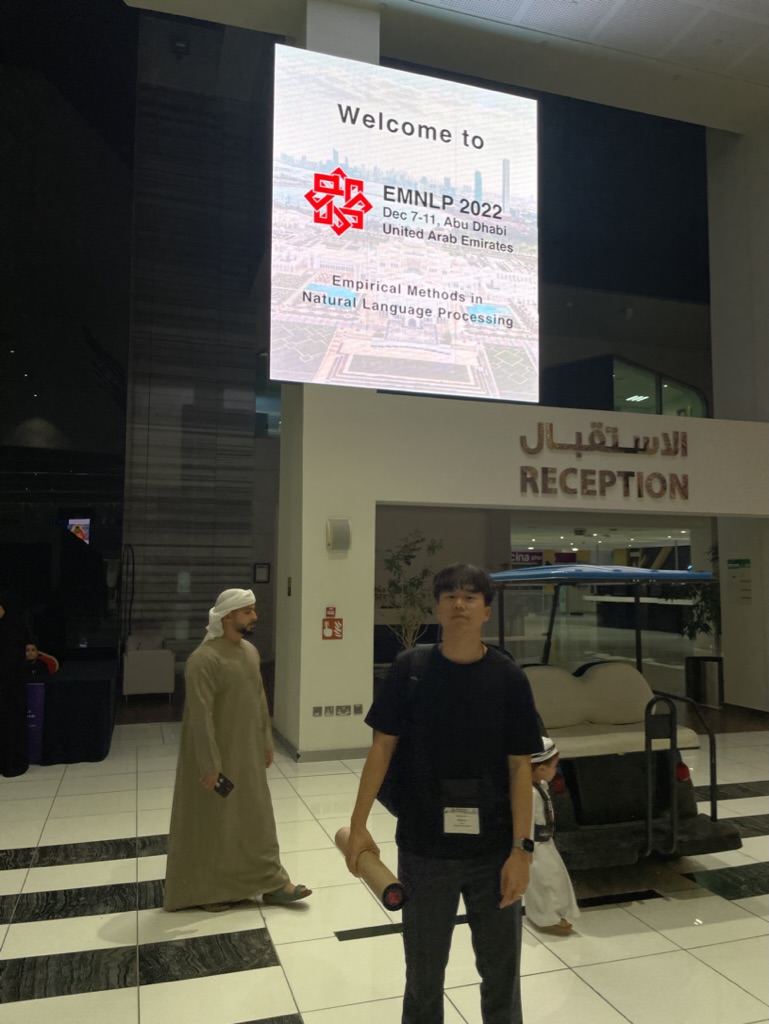 Welcome to
EMNLP 2022
Dec 7-11, Abu Dhabi
United Arab Emirates
Empirical Methods in
Natural Language Processing
الاستقبال
RECEPTION